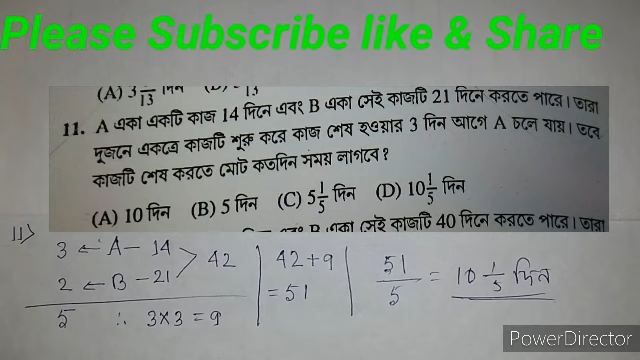 Please Subscribe like & Share
(A) 3 1/13 দিন (D)
11. A একা একটি কাজ 14 দিনে এবং B একা সেই কাজটি 21 দিনে করতে পারে। তারা
দুজনে একত্রে কাজটি শুরু করে কাজ শেষ হওয়ার 3 দিন আগে A চলে যায়। তবে
কাজটি শেষ করতে মোট কতদিন সময় লাগবে?
(A) 10 দিন (B) 5 দিন (C) 5 1/5 দিন (D) 10 1/5 দিন
B একা সেই কাজটি 40 দিনে করতে পারে। তারা
11>
3 ← A – 14
2 ← B – 21 > 42
5 ∴ 3×3 = 9
42 + 9
= 51
51/5 = 10 1/5 দিন
PowerDirector